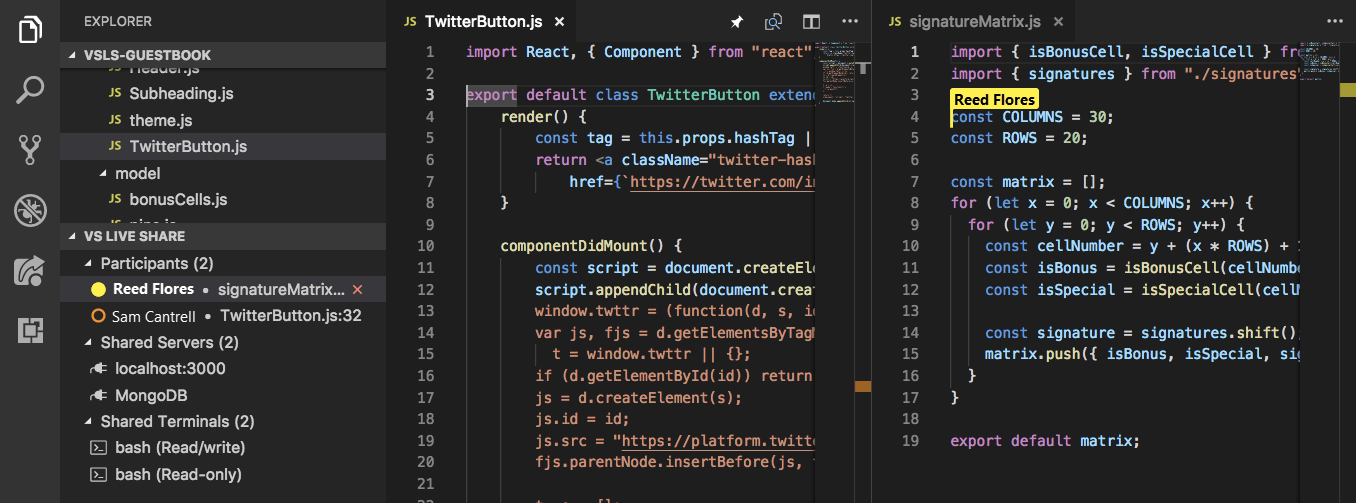 EXPLORER
VSLS-GUESTBOOK
Header.js
JS Subheading.js
JS theme.js
JS TwitterButton.js
model
JS bonusCells.js
VS LIVE SHARE
Participants (2)
Reed Flores • signatureMatrix... ×
Sam Cantrell • TwitterButton.js:32
Shared Servers (2)
localhost:3000
MongoDB
Shared Terminals (2)
bash (Read/write)
bash (Read-only)
JS TwitterButton.js ×
1 import React, { Component } from "react"
2
3 export default class TwitterButton exten
4 render() {
5 const tag = this.props.hashTag |
6 return <a className="twitter-hash
7 href={`https://twitter.com/in
8 }
9
10 componentDidMount() {
11 const script = document.createEle
12 script.appendChild(document.creat
13 window.twttr = (function(d, s, id
14 var js, fjs = d.getElementsByTagN
15 t = window.twttr || {};
16 if (d.getElementById(id)) return
17 js = d.createElement(s);
18 js.id = id;
19 js.src = "https://platform.twitte
20 fjs.parentNode.insertBefore(js,
21
JS signatureMatrix.js ×
1 import { isBonusCell, isSpecialCell } fro
2 import { signatures } from "./signatures"
3 Reed Flores
4 const COLUMNS = 30;
5 const ROWS = 20;
6
7 const matrix = [];
8 for (let x = 0; x < COLUMNS; x++) {
9 for (let y = 0; y < ROWS; y++) {
10 const cellNumber = y + (x * ROWS) + 1
11 const isBonus = isBonusCell(cellNumbe
12 const isSpecial = isSpecialCell(cellN
13
14 const signature = signatures.shift()
15 matrix.push({ isBonus, isSpecial, sig
16 }
17 }
18
19 export default matrix;